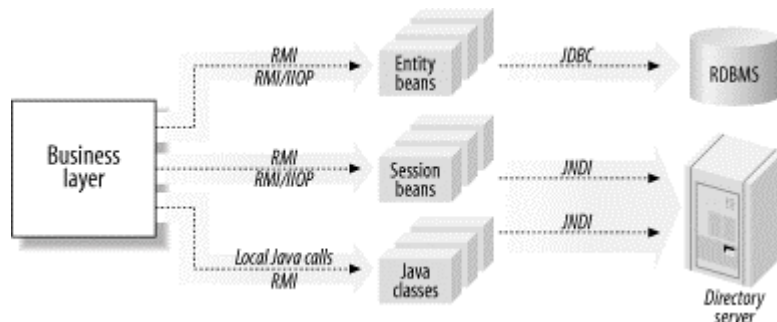 RMI
RMI/IIOP
Entity
beans
JDBC
RDBMS
Business
layer
RMI
RMI/IIOP
Session
beans
JNDI
JNDI
Local Java calls
RMI
Java
classes
Directory
server